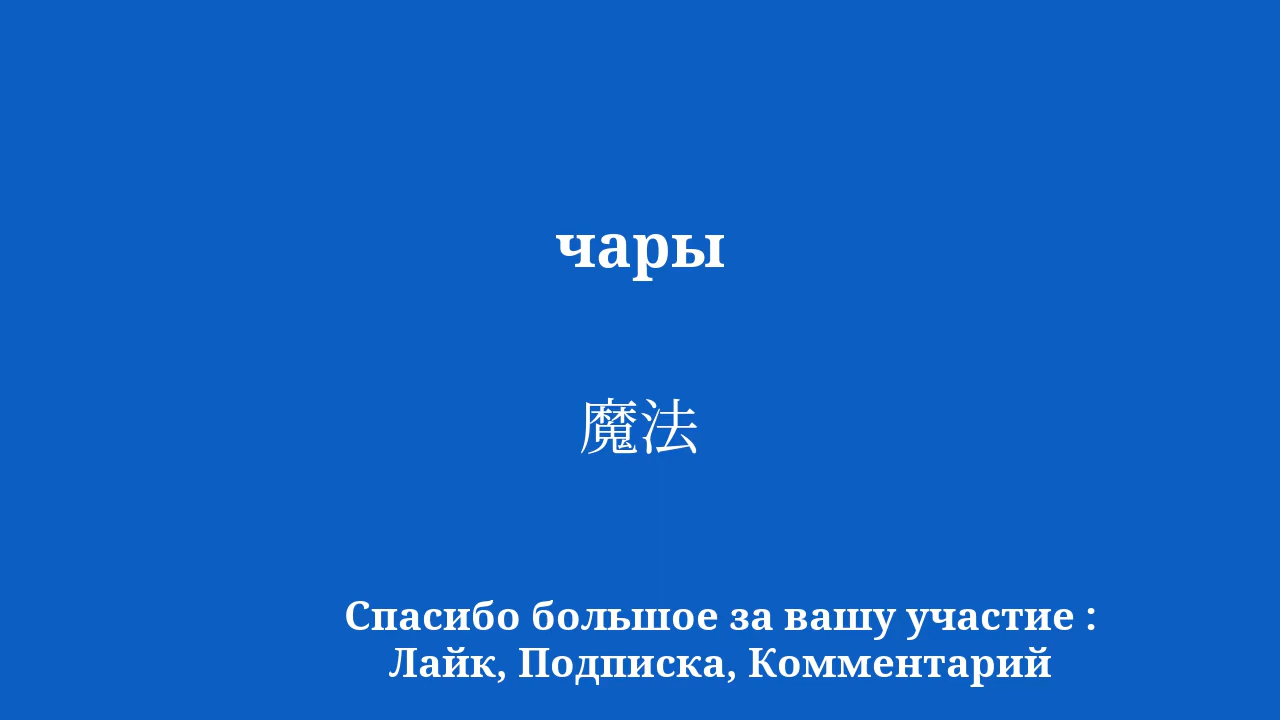 чары
魔法
Спасибо большое за вашу участие :
Лайк, Подписка, Комментарий